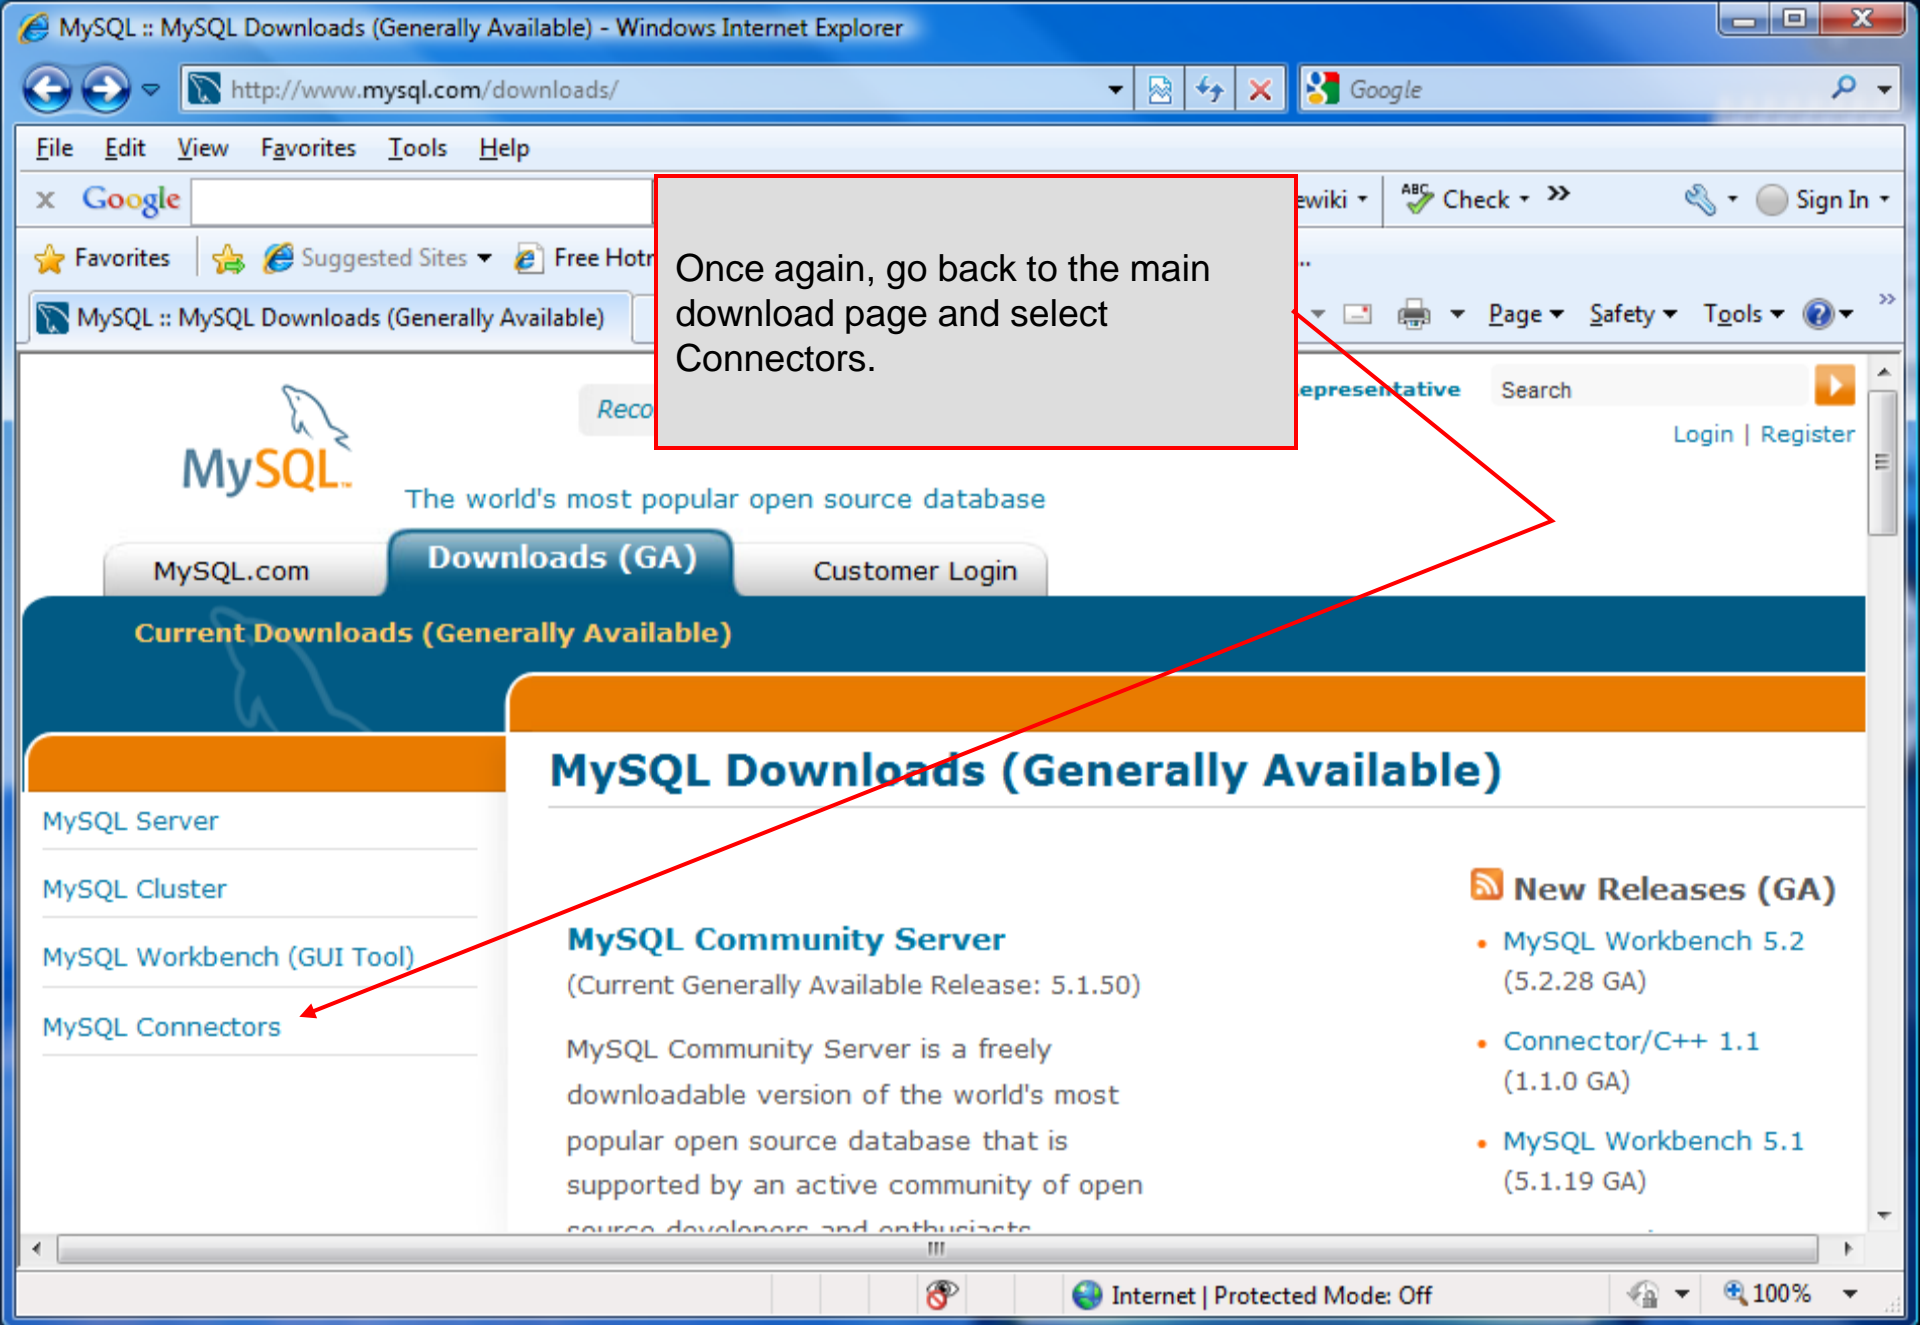 MySQL :: MySQL Downloads (Generally Available) - Windows Internet Explorer
http://www.mysql.com/downloads/
Google
File Edit View Favorites Tools Help
x Google
ewiki
ABC Check »
Sign In
Favorites
Suggested Sites
Free Hotr
..
MySQL :: MySQL Downloads (Generally Available)
Page Safety Tools »
Once again, go back to the main
download page and select
Connectors.
MySQL™
Reco
epresentative
Search
Login | Register
The world's most popular open source database
MySQL.com
Downloads (GA)
Customer Login
Current Downloads (Generally Available)
MySQL Server
MySQL Cluster
MySQL Workbench (GUI Tool)
MySQL Connectors
MySQL Downloads (Generally Available)
MySQL Community Server
(Current Generally Available Release: 5.1.50)
MySQL Community Server is a freely
downloadable version of the world's most
popular open source database that is
supported by an active community of open
source developers and enthusiasts.
New Releases (GA)
• MySQL Workbench 5.2
(5.2.28 GA)
• Connector/C++ 1.1
(1.1.0 GA)
• MySQL Workbench 5.1
(5.1.19 GA)
Internet | Protected Mode: Off
100%